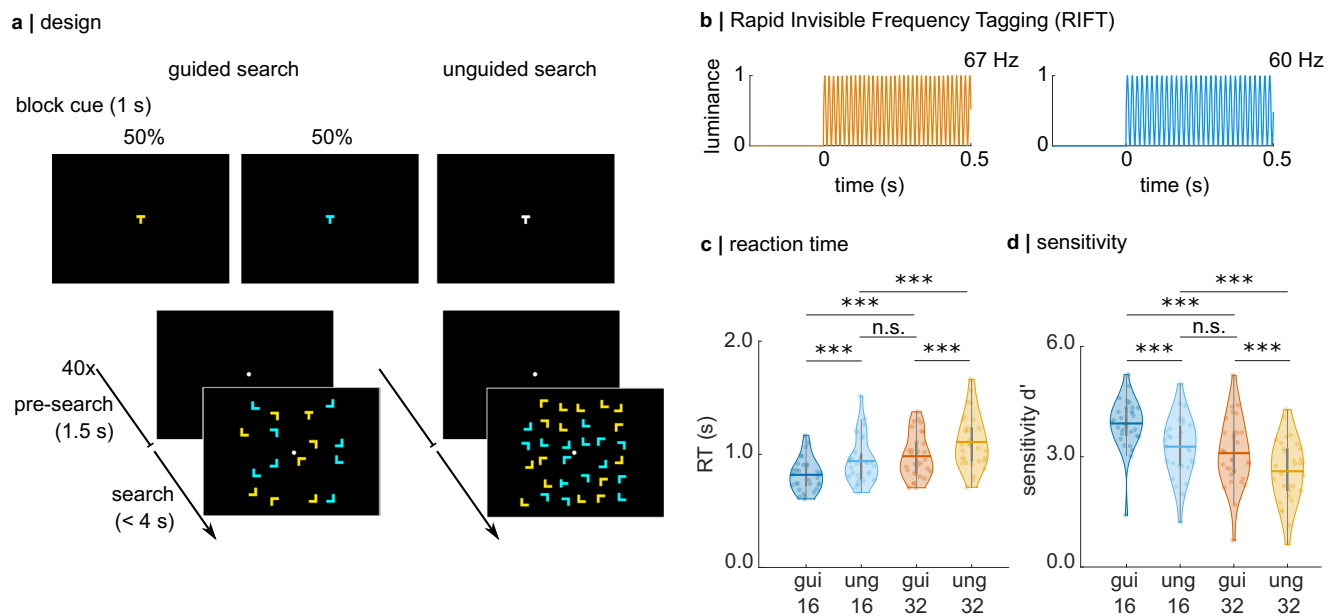 a | design
guided search
unguided search
block cue (1 s)
50%
50%
T
T
T
40x
pre-search
(1.5 s)
search
(< 4 s)
b | Rapid Invisible Frequency Tagging (RIFT)
67 Hz
luminance
1
0
0
0.5
time (s)
60 Hz
1
0
0
0.5
time (s)
c | reaction time
***
***
n.s.
***
***
2.0
1.0
0.0
RT (s)
gui
16
ung
16
gui
32
ung
32
d | sensitivity
***
***
n.s.
***
***
6.0
3.0
0
sensitivity d'
gui
16
ung
16
gui
32
ung
32